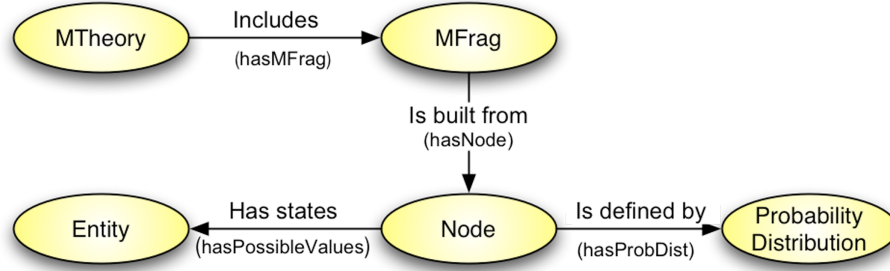 Includes
MTheory
MFrag
(hasMFrag)
Is built from
(hasNode)
Has states
Is defined by
Entity
Node
Probability
Distribution
(hasPossibleValues)
(hasProbDist)